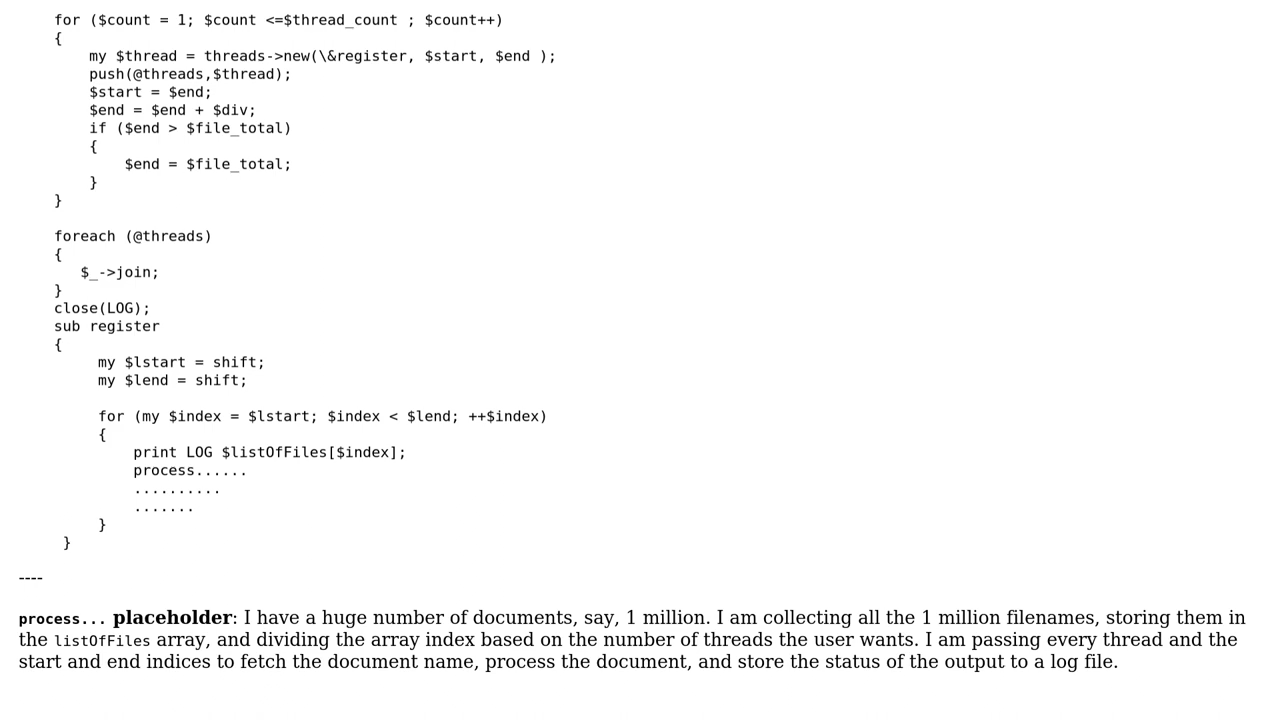 for ($count = 1; $count <=$thread_count ; $count++)
{
    my $thread = threads->new(\&register, $start, $end );
    push(@threads,$thread);
    $start = $end;
    $end = $end + $div;
    if ($end > $file_total)
    {
        $end = $file_total;
    }
}

foreach (@threads)
{
   $_->join;
}
close(LOG);
sub register
{
     my $lstart = shift;
     my $lend = shift;

     for (my $index = $lstart; $index < $lend; ++$index)
     {
         print LOG $listOfFiles[$index];
         process......
         ..........
         .......
     }
 }
----
process... placeholder: I have a huge number of documents, say, 1 million. I am collecting all the 1 million filenames, storing them in
the listOfFiles array, and dividing the array index based on the number of threads the user wants. I am passing every thread and the
start and end indices to fetch the document name, process the document, and store the status of the output to a log file.